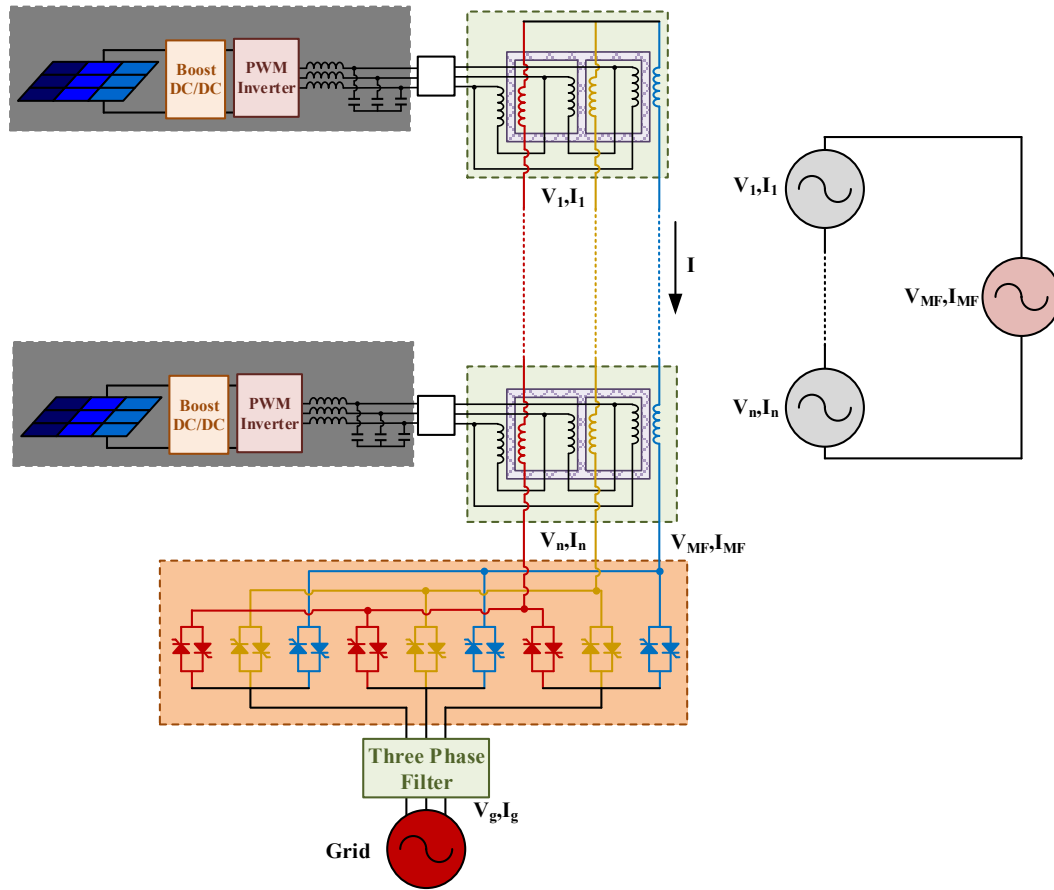 Boost
DC/DC
PWM
Inverter
V1,I1
I
V1,I1
VMF,IMF
Vn,In
Boost
DC/DC
PWM
Inverter
Vn,In
VMF,IMF
Three Phase
Filter
Vg,Ig
Grid